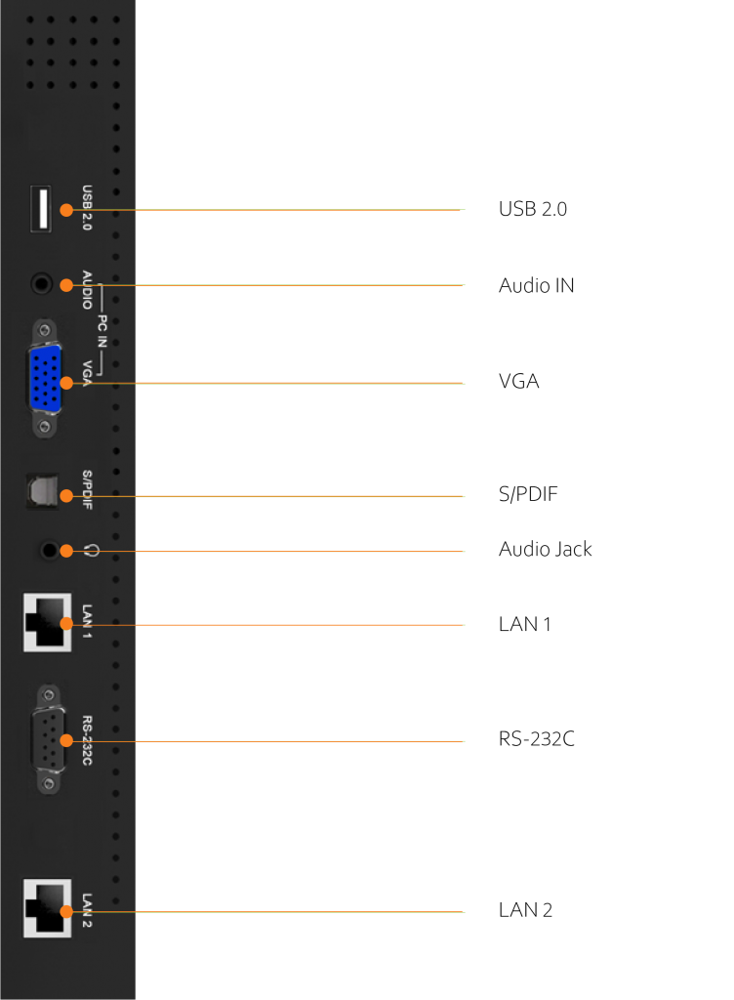 USB 2.0
USB 2.0
AUDIO
Audio IN
PC IN
VGA
VGA
S/PDIF
S/PDIF
Audio Jack
LAN 1
LAN 1
RS-232C
RS-232C
LAN 2
LAN 2